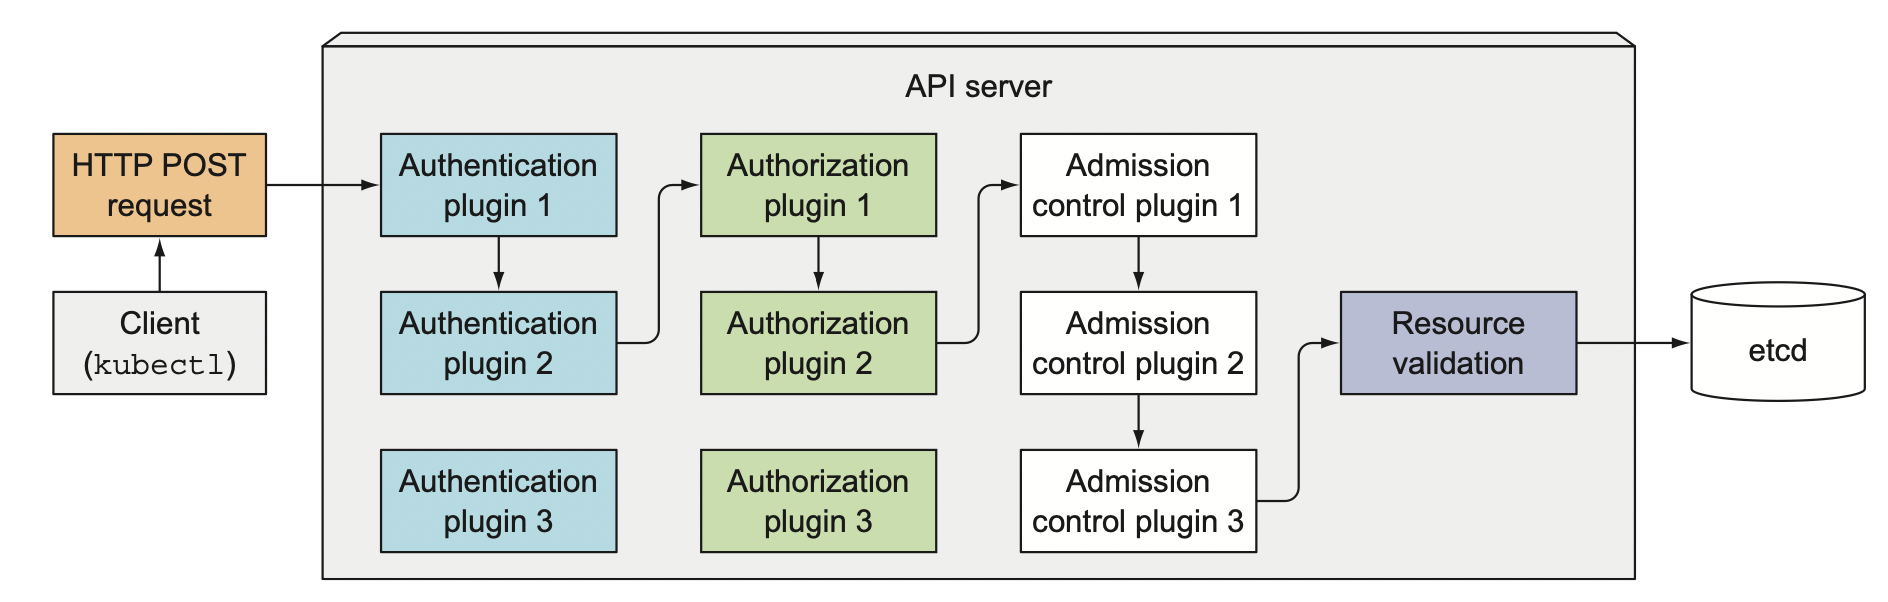 API server
HTTP POST
request
Client
(kubectl)
Authentication
plugin 1
Authentication
plugin 2
Authentication
plugin 3
Authorization
plugin 1
Authorization
plugin 2
Authorization
plugin 3
Admission
control plugin 1
Admission
control plugin 2
Admission
control plugin 3
Resource
validation
etcd